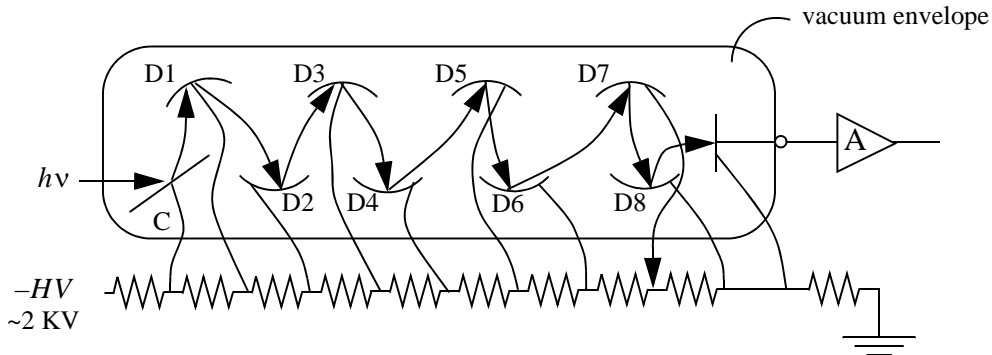 vacuum envelope
D1 D3 D5 D7
A
hν
C D2 D4 D6 D8
–HV
~2 KV